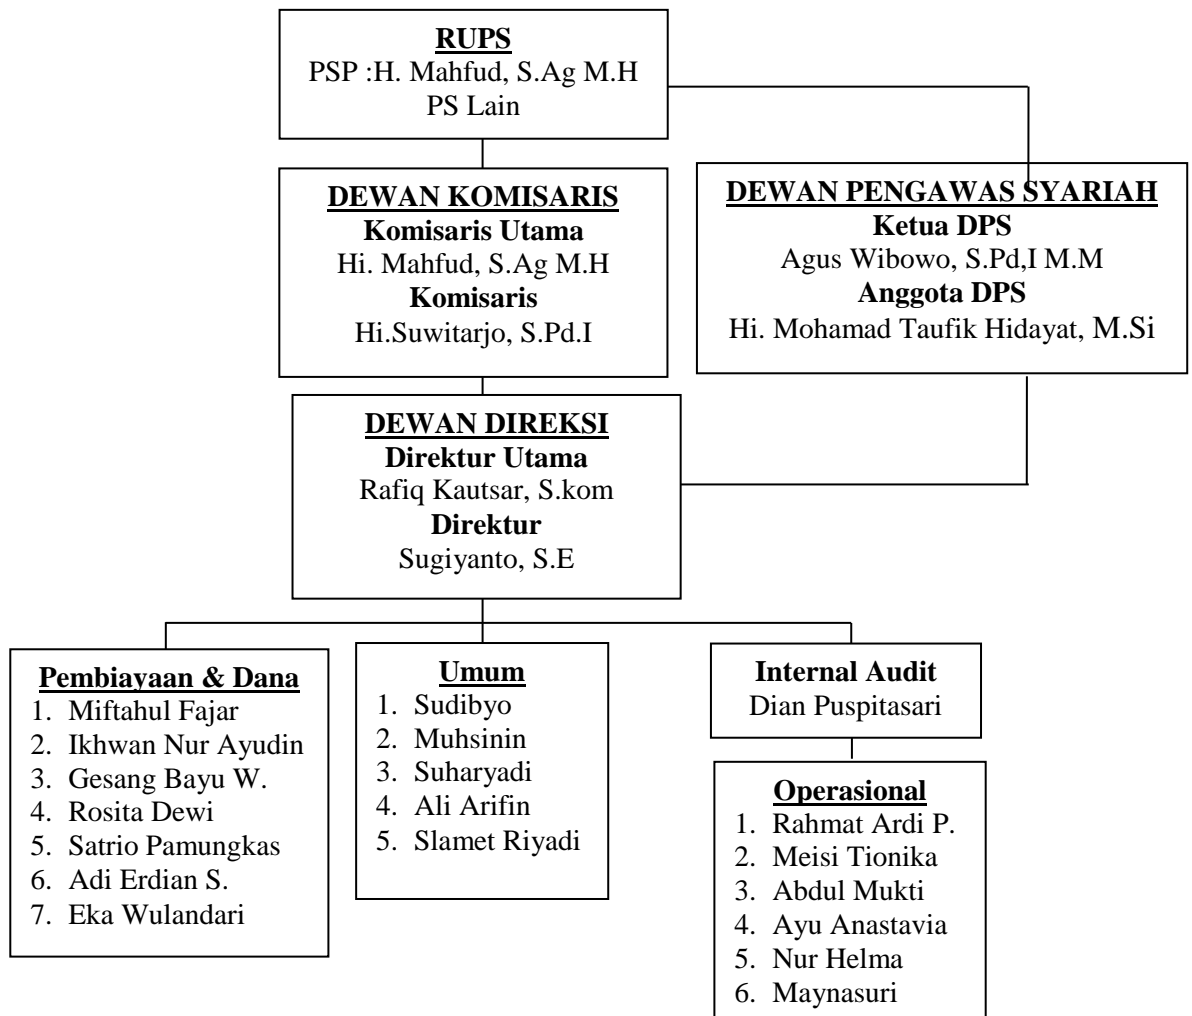 RUPS
PSP :H. Mahfud, S.Ag M.H
PS Lain
DEWAN KOMISARIS
Komisaris Utama
Hi. Mahfud, S.Ag M.H
Komisaris
Hi.Suwitarjo, S.Pd.I
DEWAN PENGAWAS SYARIAH
Ketua DPS
Agus Wibowo, S.Pd,I M.M
Anggota DPS
Hi. Mohamad Taufik Hidayat, M.Si
DEWAN DIREKSI
Direktur Utama
Rafiq Kautsar, S.kom
Direktur
Sugiyanto, S.E
Pembiayaan & Dana
1. Miftahul Fajar
2. Ikhwan Nur Ayudin
3. Gesang Bayu W.
4. Rosita Dewi
5. Satrio Pamungkas
6. Adi Erdian S.
7. Eka Wulandari
Umum
1. Sudibyo
2. Muhsinin
3. Suharyadi
4. Ali Arifin
5. Slamet Riyadi
Internal Audit
Dian Puspitasari
Operasional
1. Rahmat Ardi P.
2. Meisi Tionika
3. Abdul Mukti
4. Ayu Anastavia
5. Nur Helma
6. Maynasuri